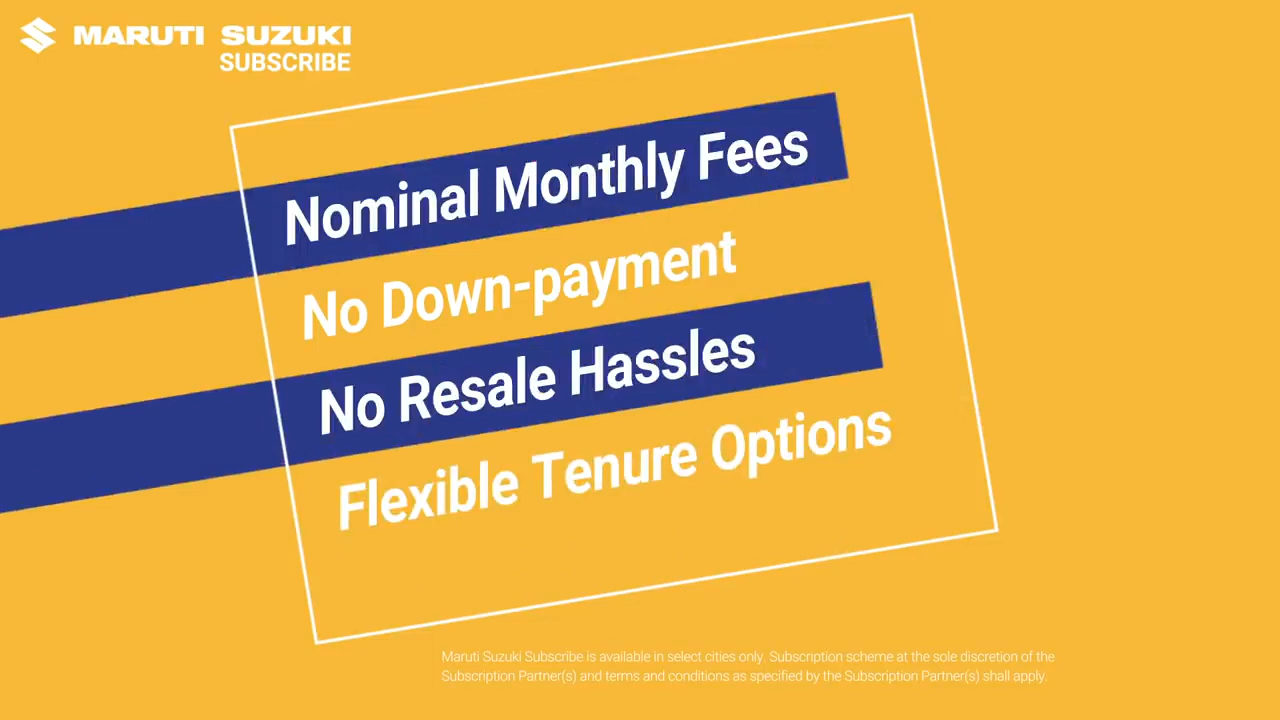 MARUTI SUZUKI
SUBSCRIBE
Nominal Monthly Fees
No Down-payment
No Resale Hassles
Flexible Tenure Options
Maruti Suzuki Subscribe is available in select cities only. Subscription scheme at the sole discretion of the
Subscription Partner(s) and terms and conditions as specified by the Subscription Partner(s) shall apply.